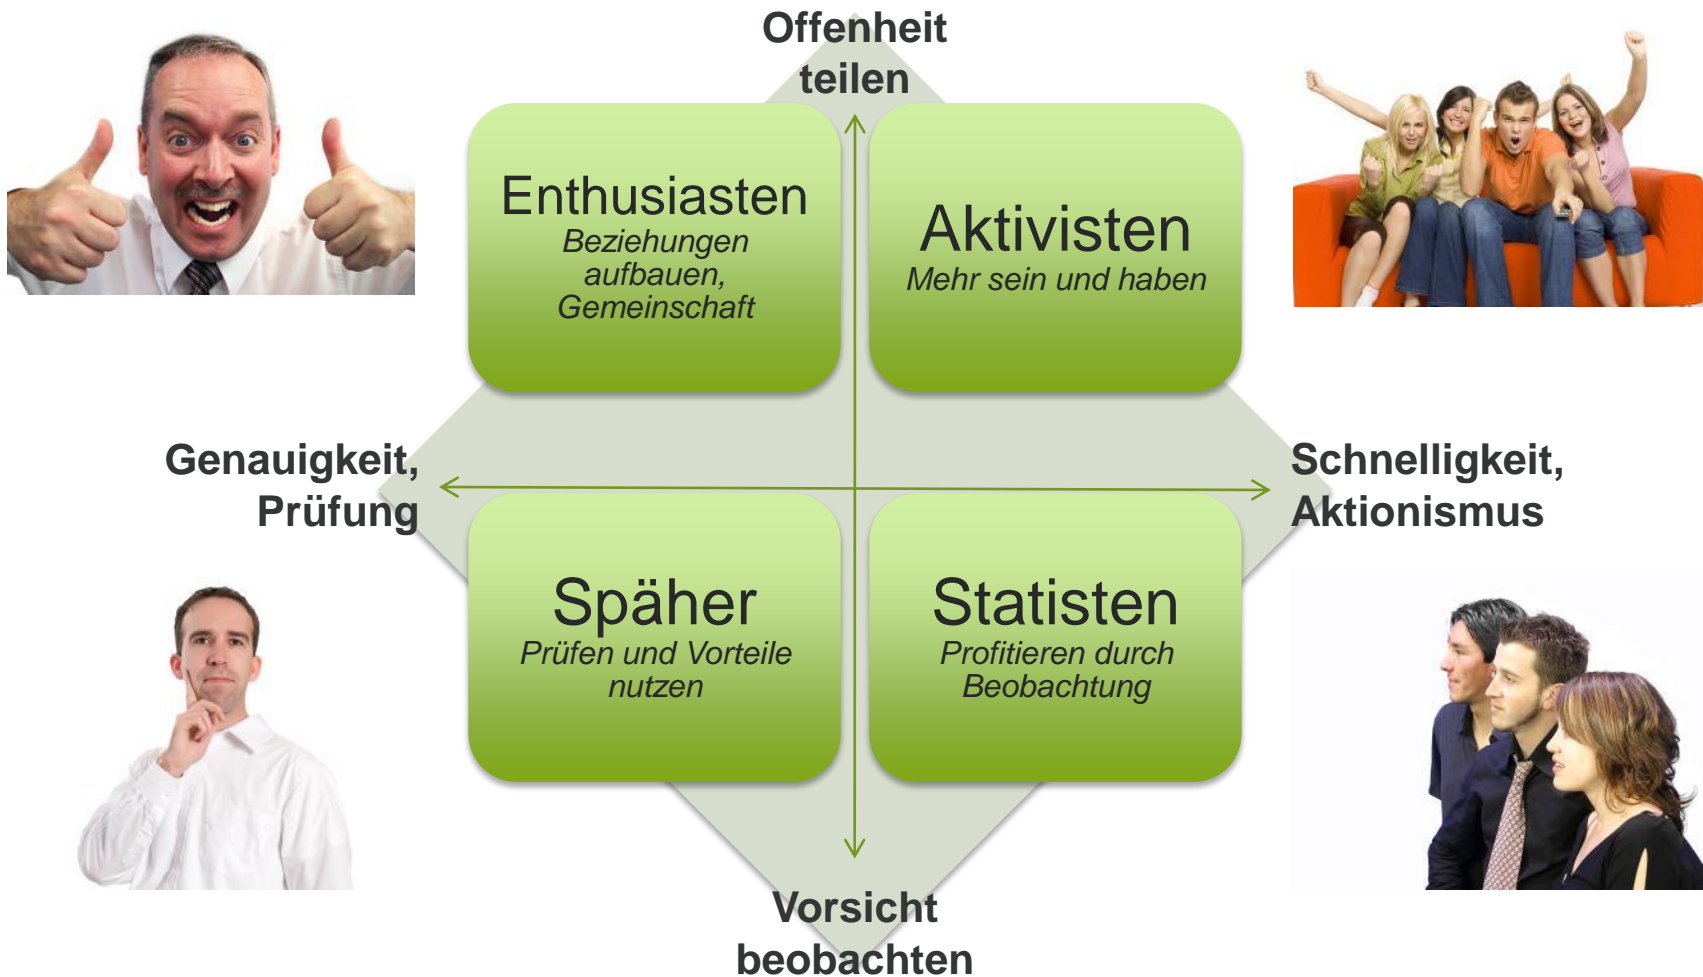 Offenheit
teilen
Enthusiasten
Beziehungen
aufbauen,
Gemeinschaft
Aktivisten
Mehr sein und haben
Genauigkeit,
Prüfung
Schnelligkeit,
Aktionismus
Späher
Prüfen und Vorteile
nutzen
Statisten
Profitieren durch
Beobachtung
Vorsicht
beobachten